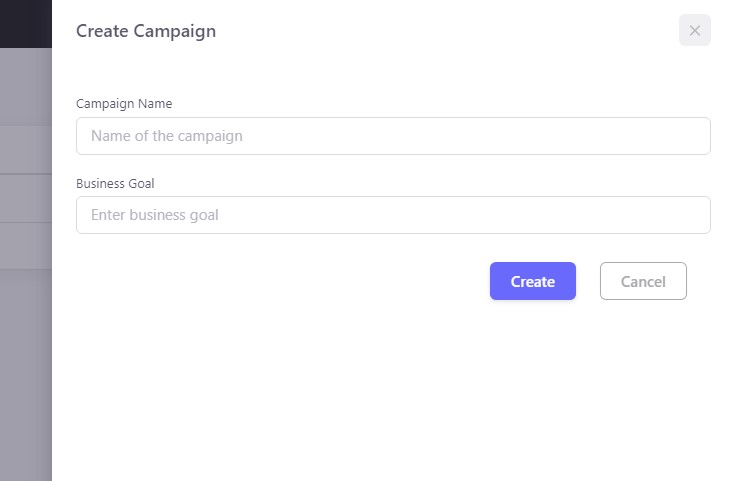 Create Campaign
Campaign Name
Name of the campaign
Business Goal
Enter business goal
Create
Cancel